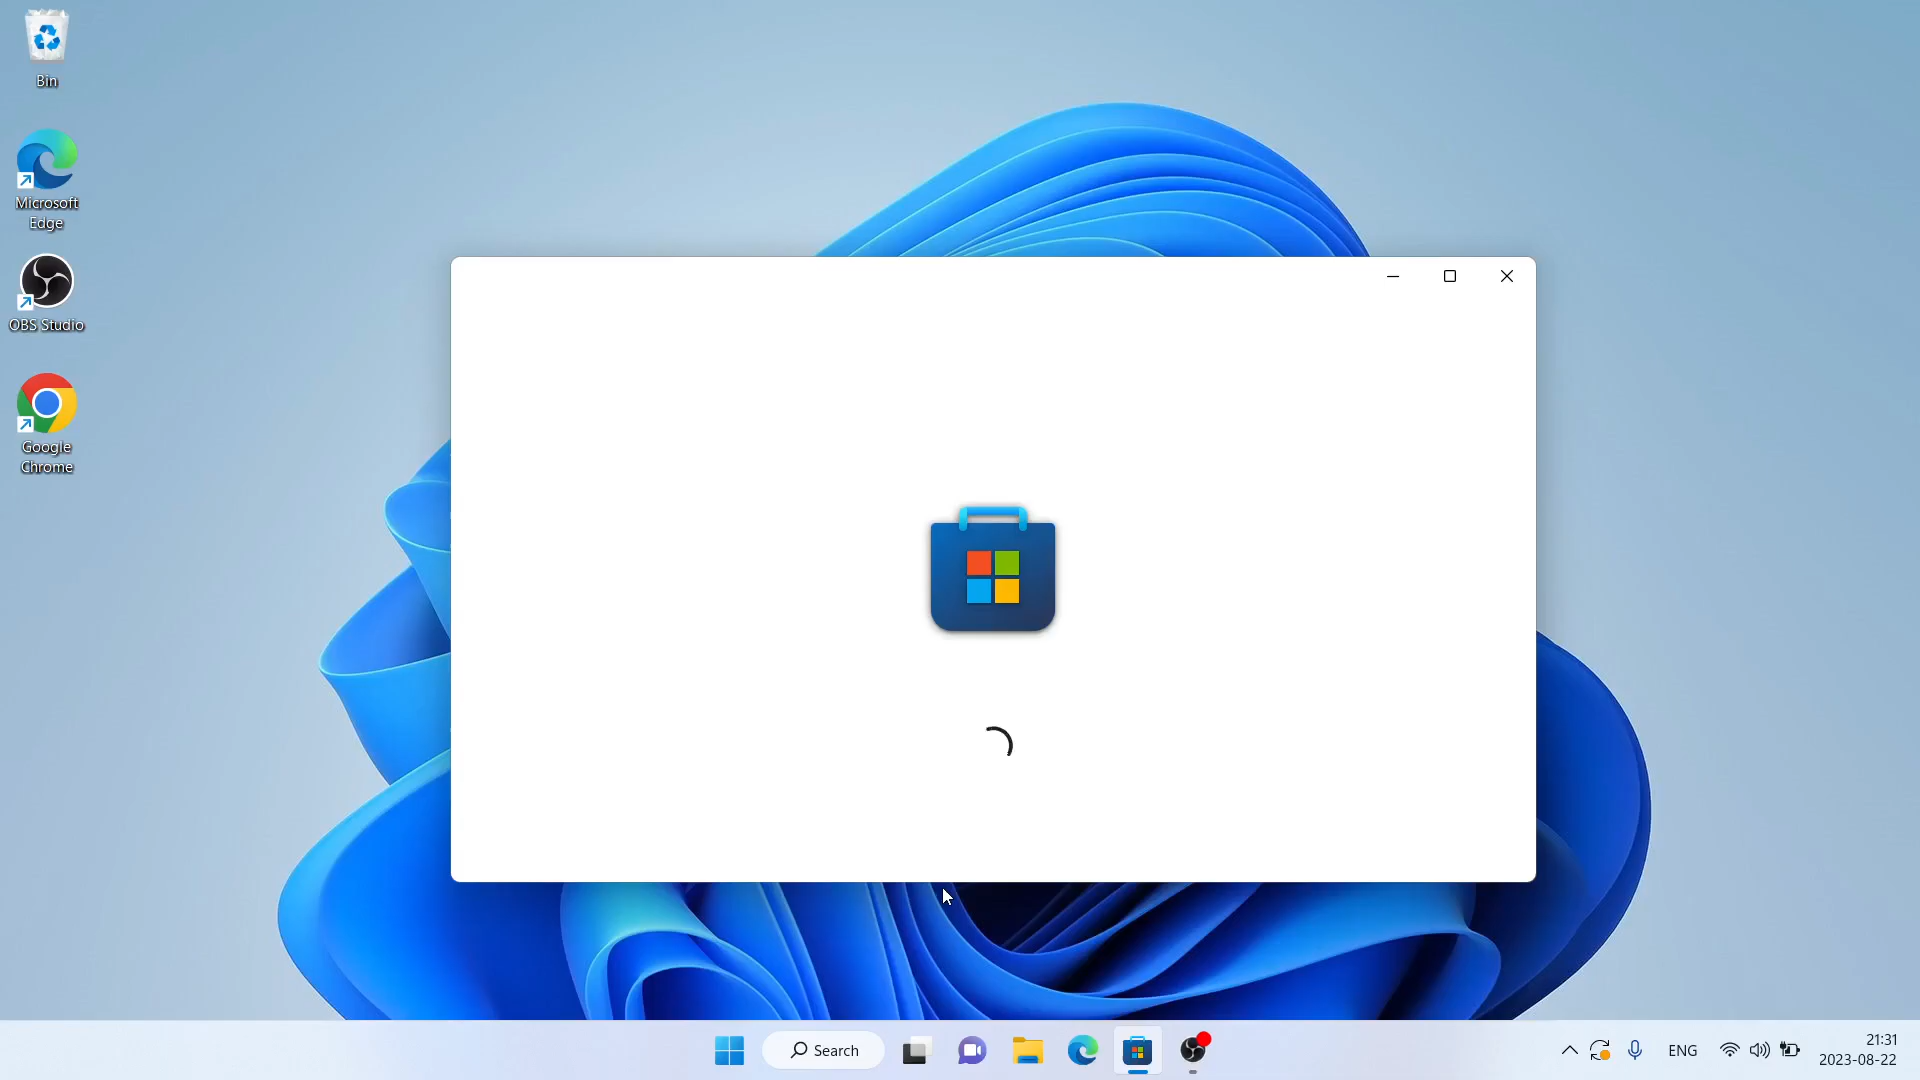 Bin
Microsoft
Edge
OBS Studio
Google
Chrome
Search
ENG
21:31
2023-08-22